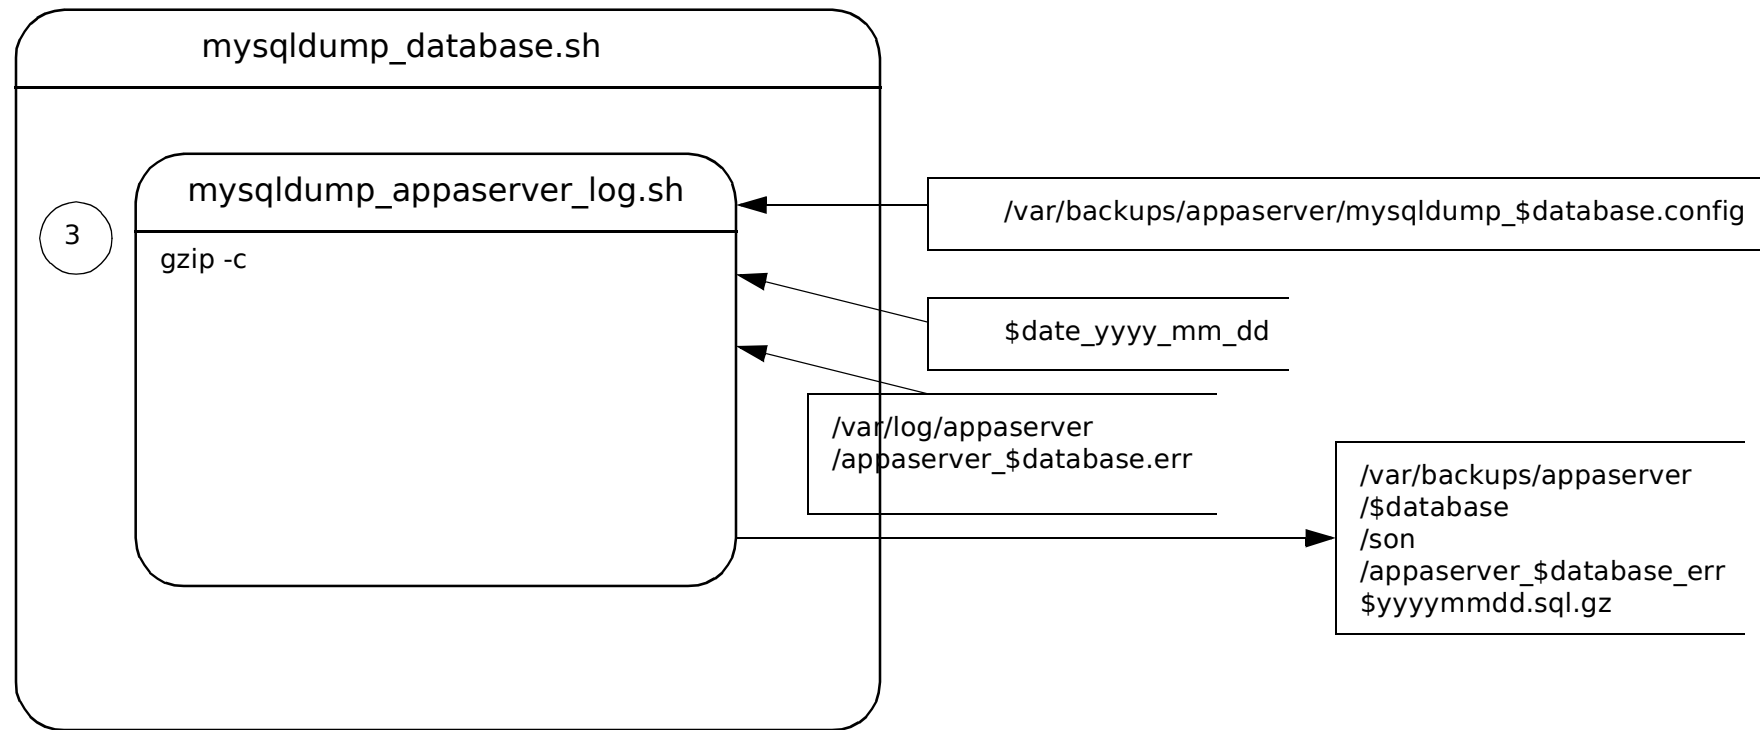 mysqldump_database.sh
mysqldump_appaserver_log.sh
3
gzip -c
/var/backups/appaserver/mysqldump_$database.config
$date_yyyy_mm_dd
/var/log/appaserver
/appaserver_$database.err
/var/backups/appaserver
/$database
/son
/appaserver_$database_err
$yyyymmdd.sql.gz